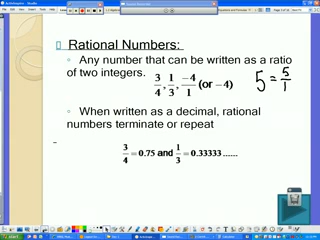 Rational Numbers:
Any number that can be written as a ratio
of two integers.
3/4, 1/3, -4/1 (or -4)
5 = 5/1
When written as a decimal, rational
numbers terminate or repeat
3/4 = 0.75 and 1/3 = 0.33333 ......